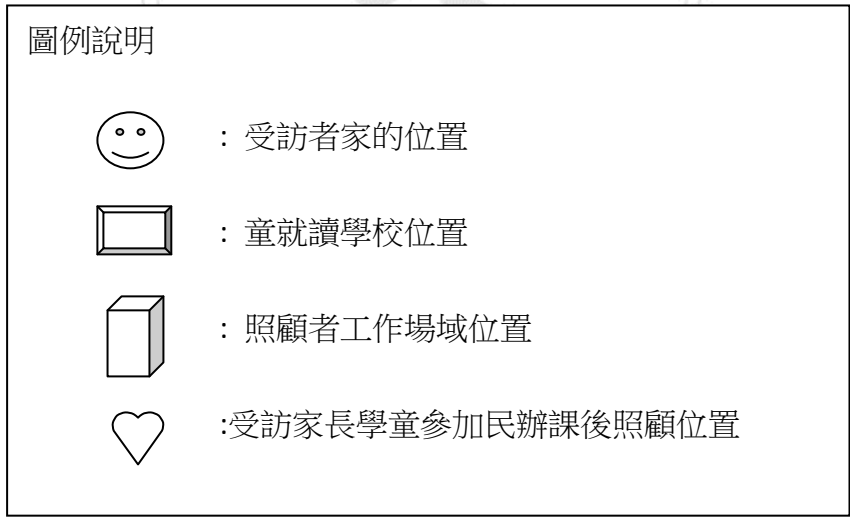 圖例說明
: 受訪者家的位置
: 童就讀學校位置
: 照顧者工作場域位置
:受訪家長學童參加民辦課後照顧位置